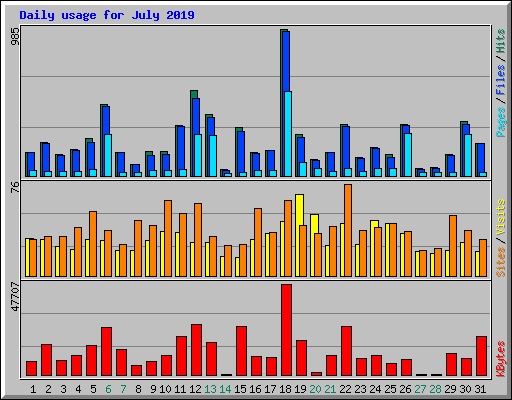 Daily usage for July 2019
985
Pages / Files / Hits
76
Sites / Visits
47707
KBytes
1 2 3 4 5 6 7 8 9 10 11 12 13 14 15 16 17 18 19 20 21 22 23 24 25 26 27 28 29 30 31